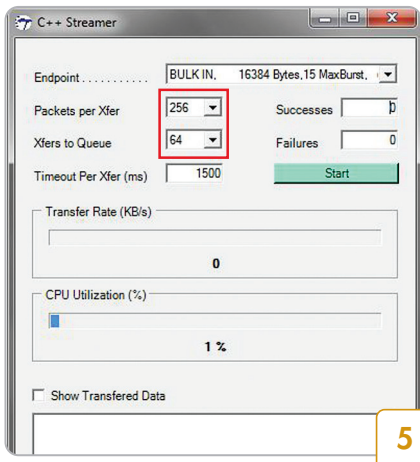 C++ Streamer
Endpoint........... BULK IN, 16384 Bytes,15 MaxBurst,
Packets per Xfer 256 Successes 0
Xfers to Queue 64 Failures 0
Timeout Per Xfer (ms) 1500 Start
Transfer Rate (KB/s)
0
CPU Utilization (%)
1 %
Show Transfered Data
5